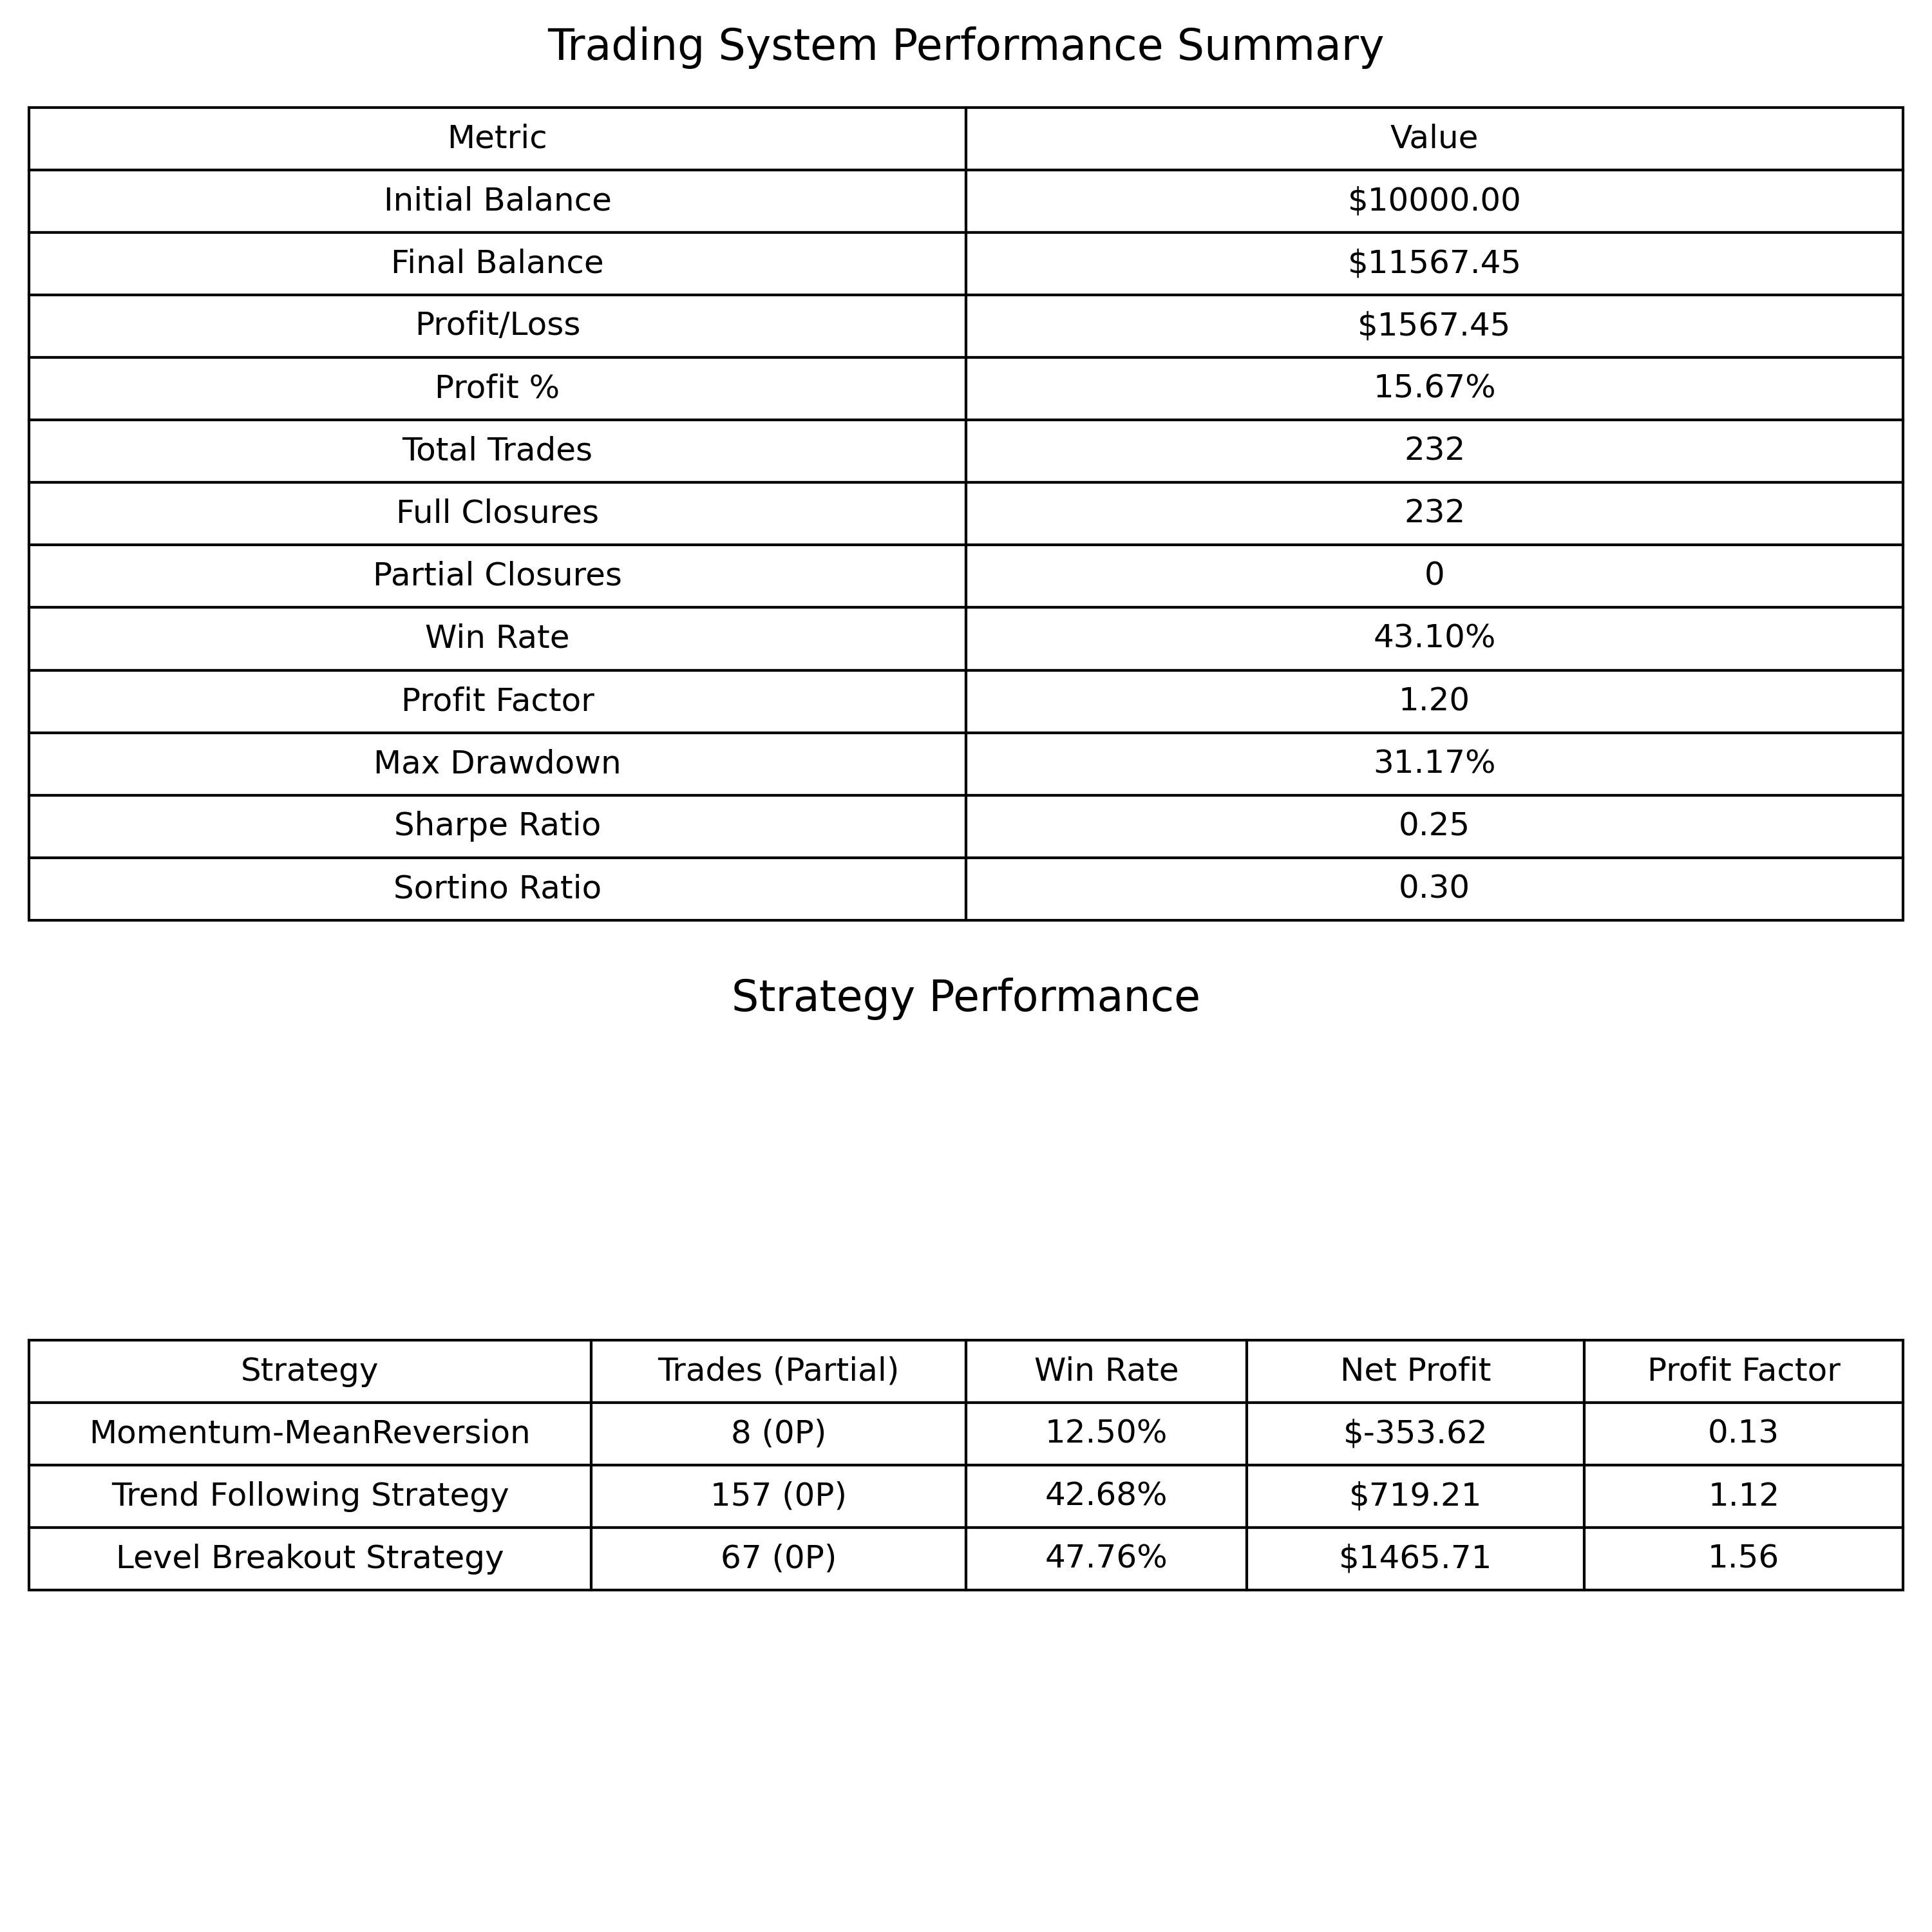 Trading System Performance Summary
Metric Value
Initial Balance $10000.00
Final Balance $11567.45
Profit/Loss $1567.45
Profit % 15.67%
Total Trades 232
Full Closures 232
Partial Closures 0
Win Rate 43.10%
Profit Factor 1.20
Max Drawdown 31.17%
Sharpe Ratio 0.25
Sortino Ratio 0.30
Strategy Performance
Strategy Trades (Partial) Win Rate Net Profit Profit Factor
Momentum-MeanReversion 8 (0P) 12.50% $-353.62 0.13
Trend Following Strategy 157 (0P) 42.68% $719.21 1.12
Level Breakout Strategy 67 (0P) 47.76% $1465.71 1.56